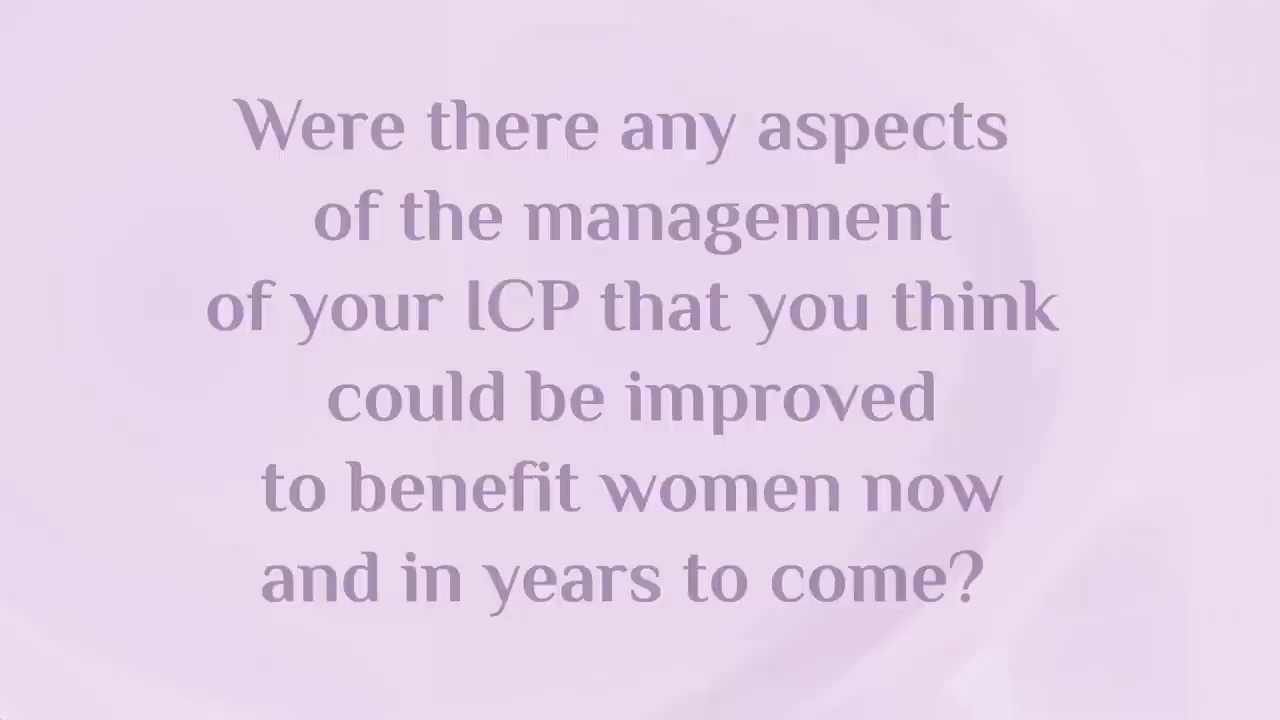 Were there any aspects
of the management
of your ICP that you think
could be improved
to benefit women now
and in years to come?